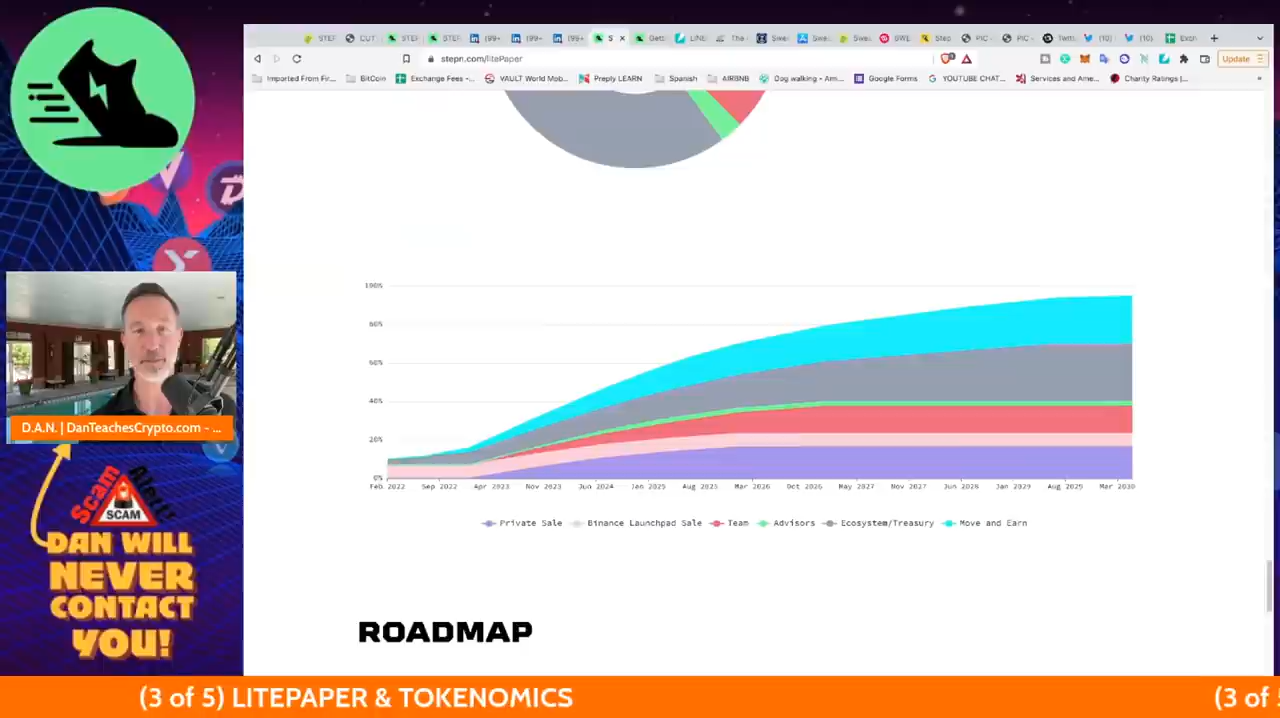 stepn.com/litePaper
Update
Imported From Fir...
BitCoin
Exchange Fee -...
VAULT World Mob...
Preply LEARN
Spanish
AIRBNB
Dog walking - Am...
Google Forms
YOUTUBE CHAT...
Services and Ame...
Charity Ratings |...
100%
80%
60%
40%
20%
0%
Feb 2022 Sep 2022 Apr 2023 Nov 2023 Jun 2024 Jan 2025 Aug 2025 Mar 2026 Oct 2026 May 2027 Nov 2027 Jun 2028 Jan 2029 Aug 2029 Mar 2030
Private Sale Binance Launchpad Sale Team Advisors Ecosystem/Treasury Move and Earn
ROADMAP
D.A.N. | DanTeachesCrypto.com - ...
Scam Alert!
SCAM
DAN WILL
NEVER
CONTACT
YOU!
(3 of 5) LITEPAPER & TOKENOMICS
(3 of 5